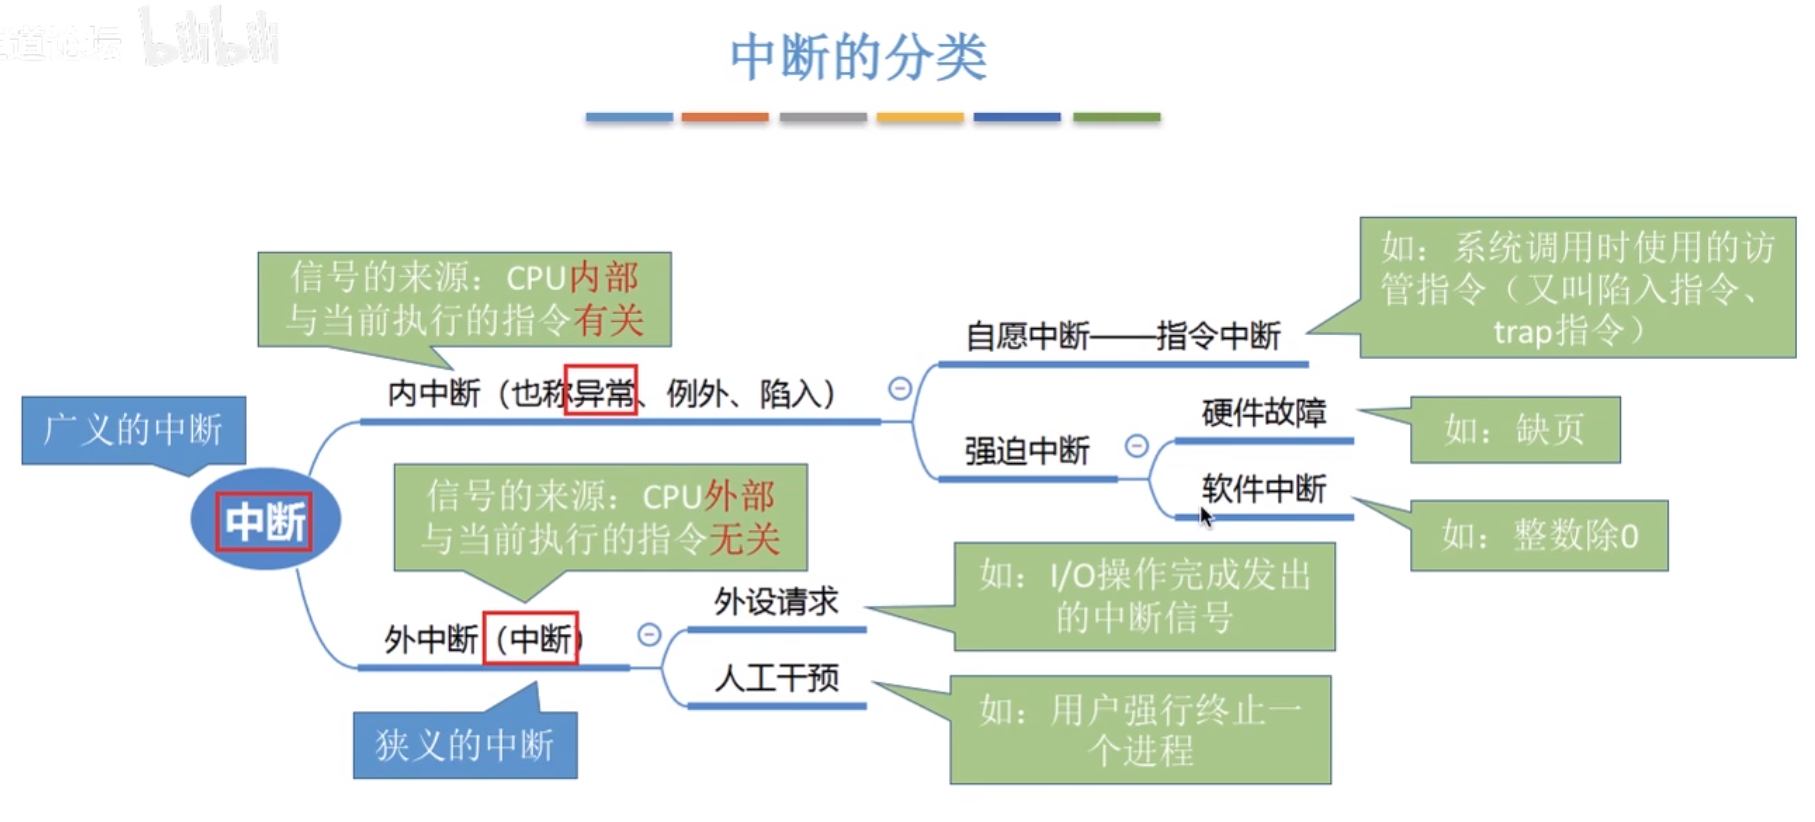 道论坛 bilibili
中断的分类
如：系统调用时使用的访
管指令（又叫陷入指令、
trap指令）
信号的来源：CPU内部
与当前执行的指令有关
自愿中断——指令中断
内中断（也称异常、例外、陷入）
硬件故障
如：缺页
广义的中断
强迫中断
软件中断
如：整数除0
中断
信号的来源：CPU外部
与当前执行的指令无关
外设请求
如：I/O操作完成发出
的中断信号
外中断（中断）
人工干预
如：用户强行终止一
个进程
狭义的中断